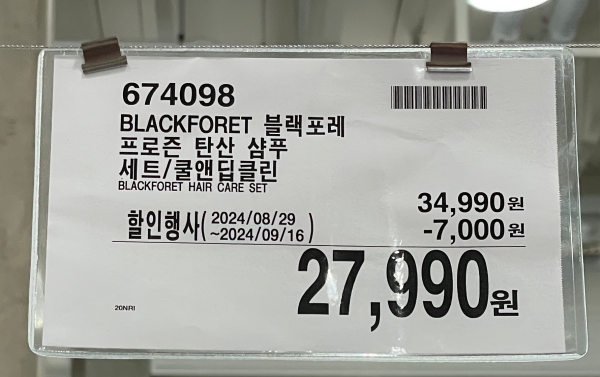 674098
BLACKFORET 블랙포레
프로즌 탄산 샴푸
세트/쿨앤딥클린
BLACKFORET HAIR CARE SET
34,990원
할인행사( 2024/08/29
~2024/09/16 )
-7,000원
27,990원
20NRI